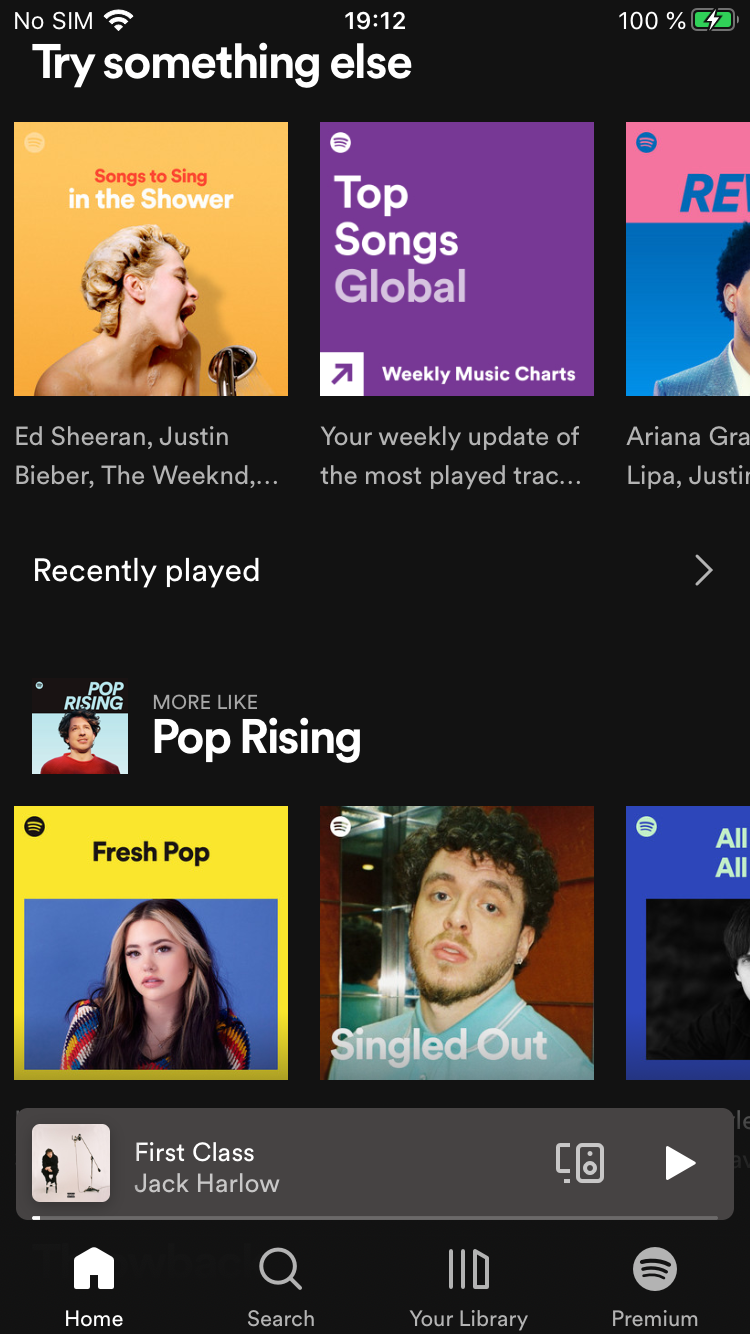 No SIM 19:12 100 %
Try something else
Songs to Sing
in the Shower
Top
Songs
Global
Weekly Music Charts
Ed Sheeran, Justin
Bieber, The Weeknd,...
Your weekly update of
the most played trac...
Ariana Gra
Lipa, Justin
Recently played
POP
RISING
MORE LIKE
Pop Rising
Fresh Pop
Singled Out
All
All
First Class
Jack Harlow
Home
Search
Your Library
Premium